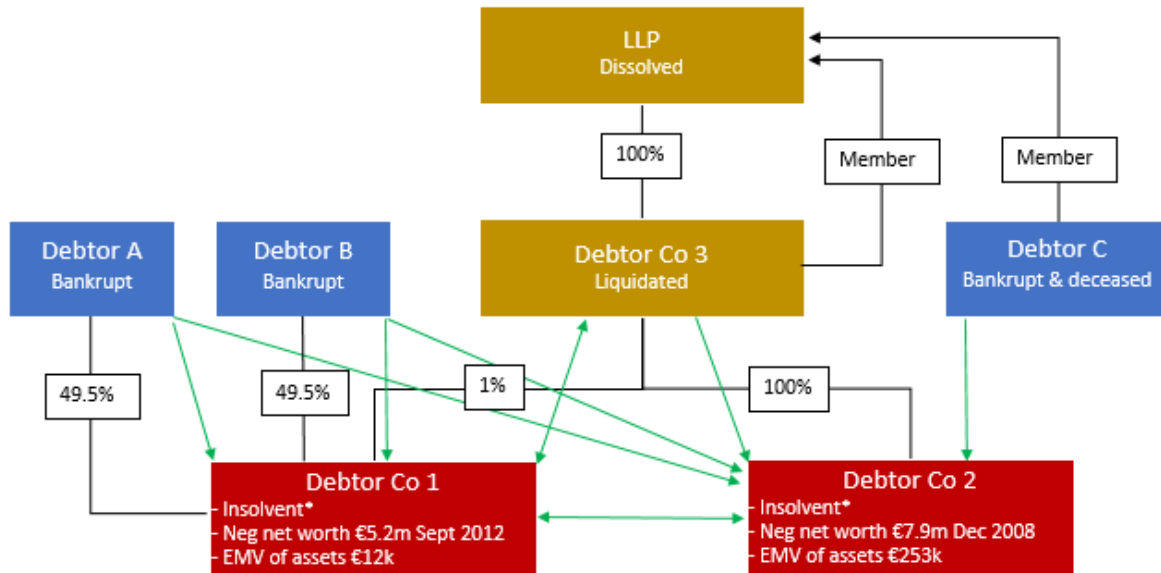 LLP
Dissolved
100%
Member
Member
Debtor A
Bankrupt
Debtor B
Bankrupt
Debtor Co 3
Liquidated
Debtor C
Bankrupt & deceased
49.5%
49.5%
1%
100%
Debtor Co 1
- Insolvent*
- Neg net worth €5.2m Sept 2012
- EMV of assets €12k
Debtor Co 2
- Insolvent*
- Neg net worth €7.9m Dec 2008
- EMV of assets €253k